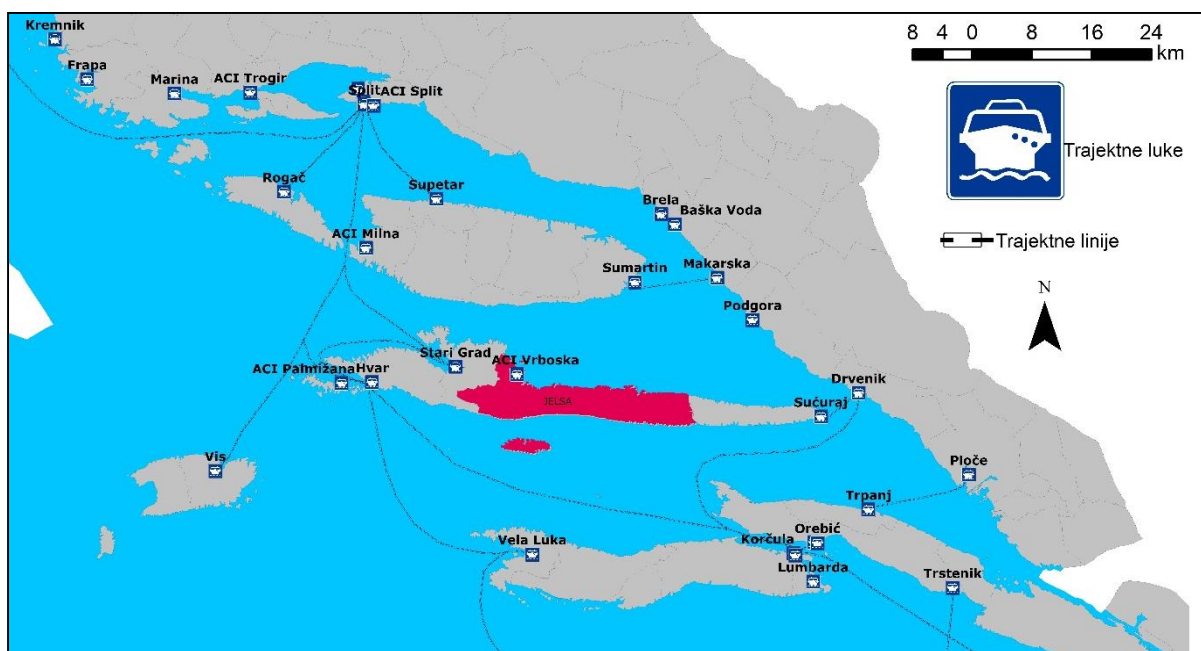 Kremnik
8 4 0 8 16 24
km
Frapa
Marina
ACI Trogir
Split
ACI Split
Trajektne luke
Rogač
Supetar
Brela
Baška Voda
ACI Milna
Trajektne linije
Sumartin
Makarska
N
Podgora
Stari Grad
ACI Vrboska
ACI Palmižana
Hvar
Drvenik
JELSA
Sućuraj
Vis
Ploče
Trpanj
Vela Luka
Korčula
Orebić
Lumbarda
Trstenik